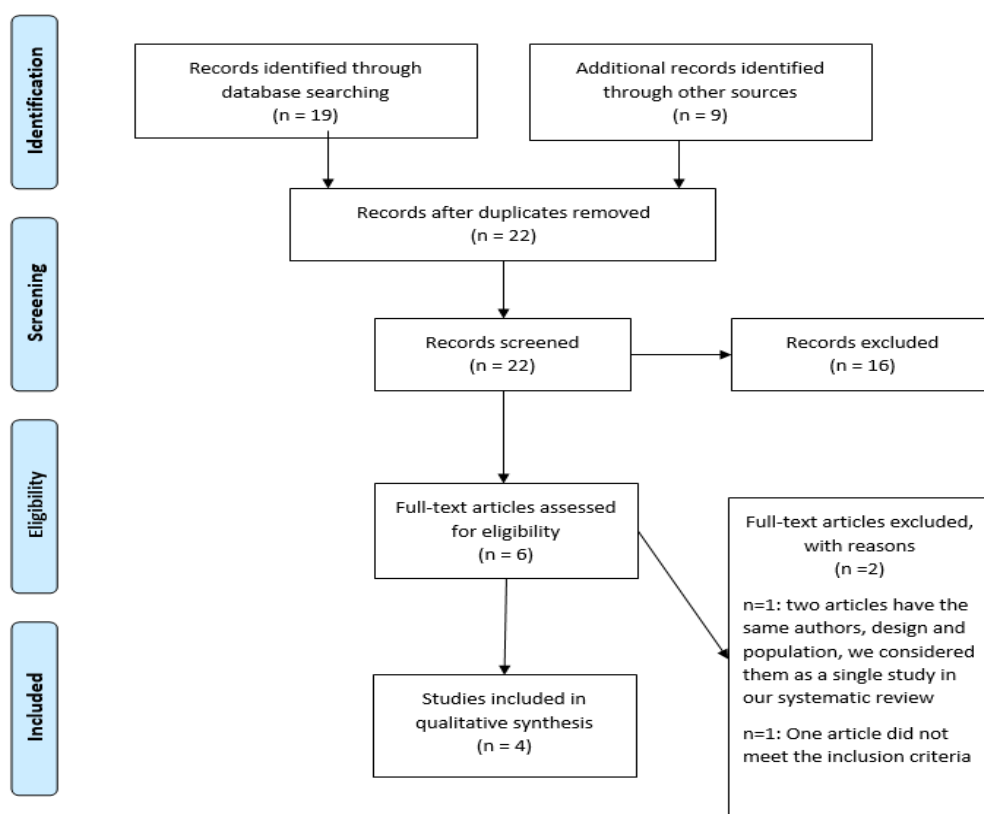 Identification
Records identified through
database searching
(n = 19)
Additional records identified
through other sources
(n = 9)
Records after duplicates removed
(n = 22)
Screening
Records screened
(n = 22)
Records excluded
(n = 16)
Eligibility
Full-text articles assessed
for eligibility
(n = 6)
Full-text articles excluded,
with reasons
(n =2)
n=1: two articles have the
same authors, design and
population, we considered
them as a single study in
our systematic review
n=1: One article did not
meet the inclusion criteria
Included
Studies included in
qualitative synthesis
(n = 4)